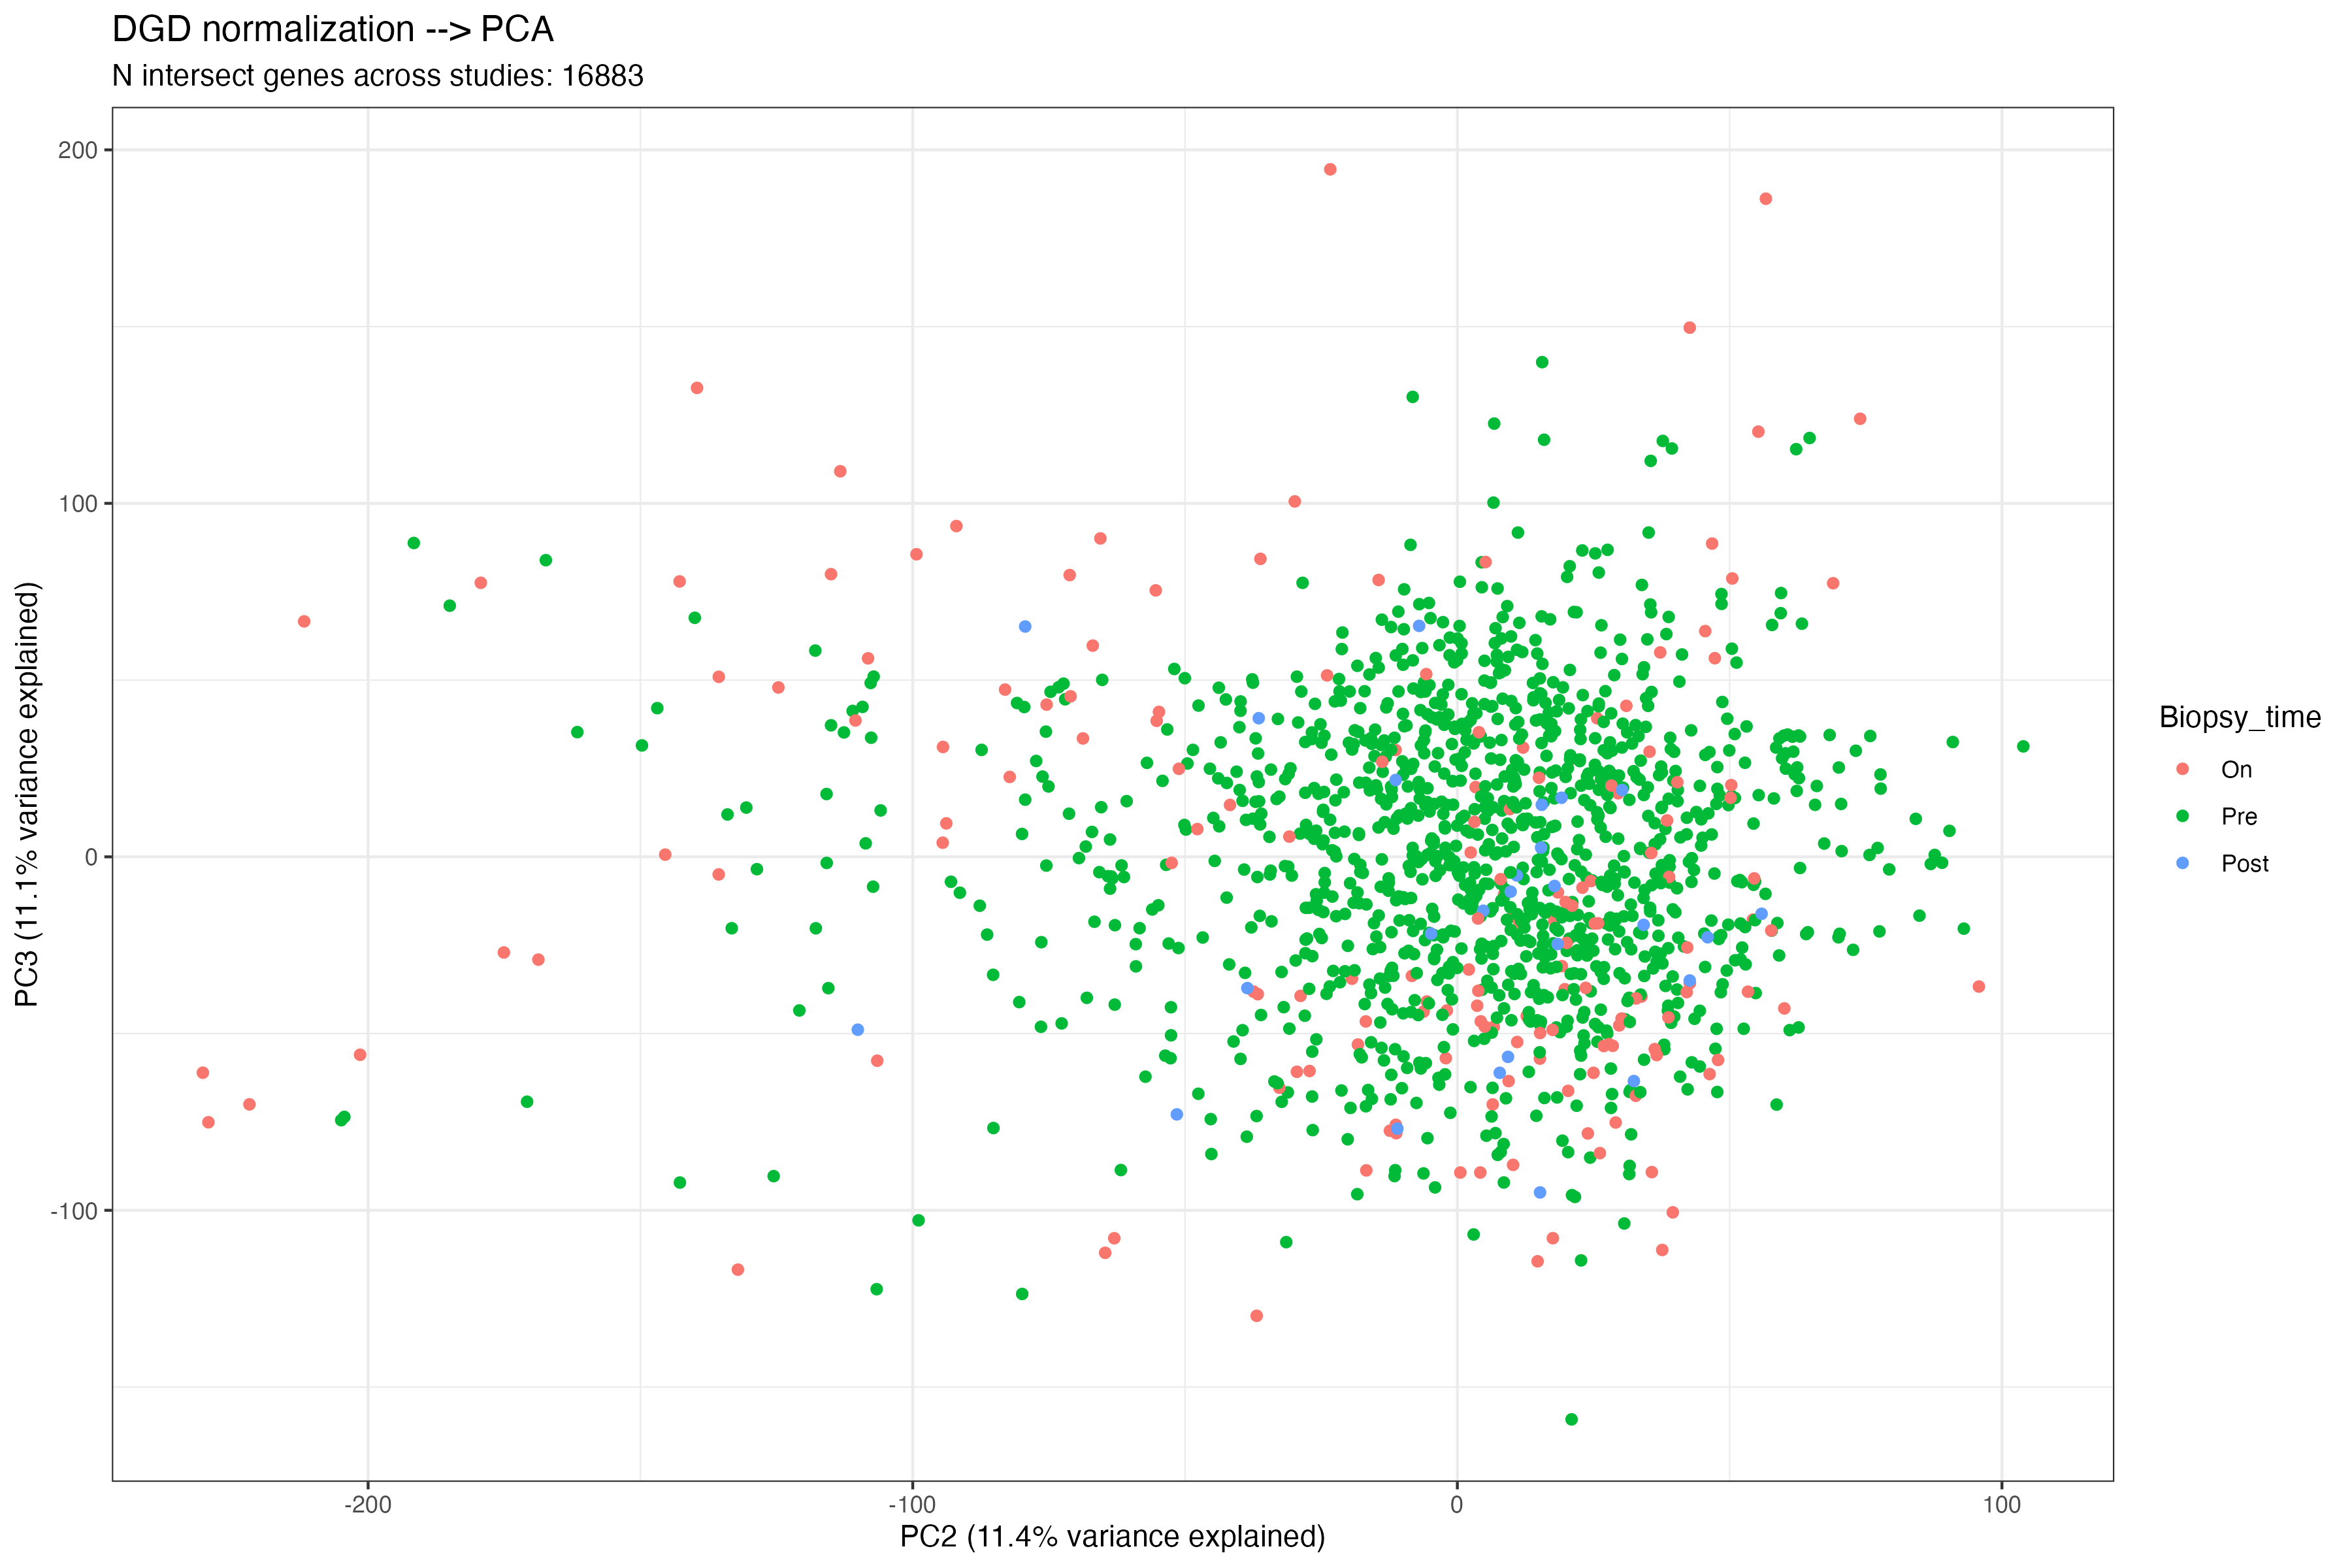 DGD normalization --> PCA
N intersect genes across studies: 16883
200
100
0
-100
PC3 (11.1% variance explained)
-200
-100
0
100
PC2 (11.4% variance explained)
Biopsy_time
On
Pre
Post